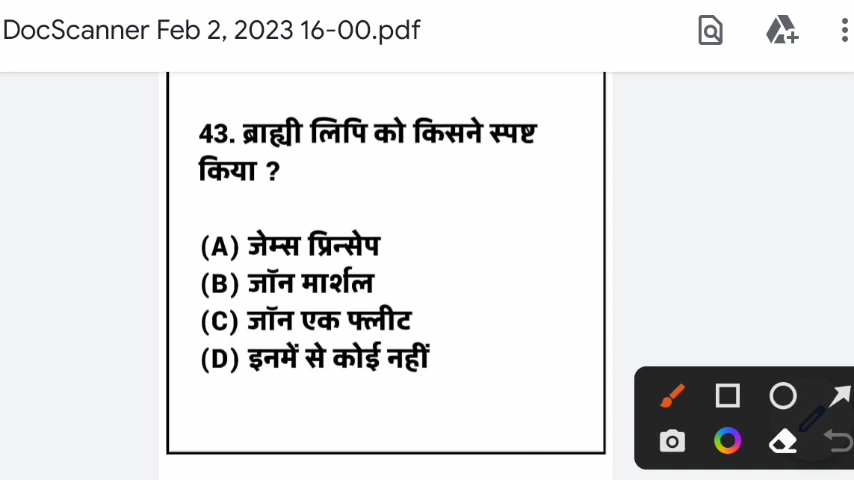 DocScanner Feb 2, 2023 16-00.pdf
43. ब्राह्यी लिपि को किसने स्पष्ट
किया ?
(A) जेम्स प्रिन्सेप
(B) जॉन मार्शल
(C) जॉन एक फ्लीट
(D) इनमें से कोई नहीं